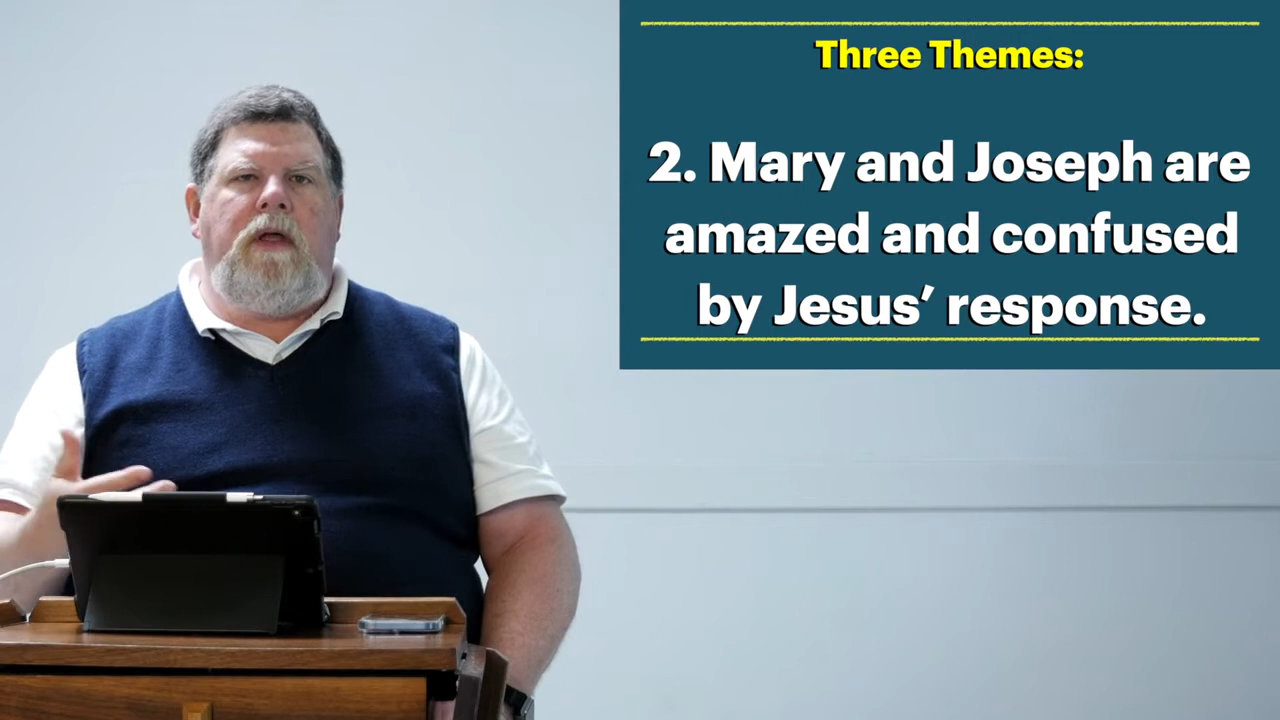 Three Themes:
2. Mary and Joseph are
amazed and confused
by Jesus’ response.